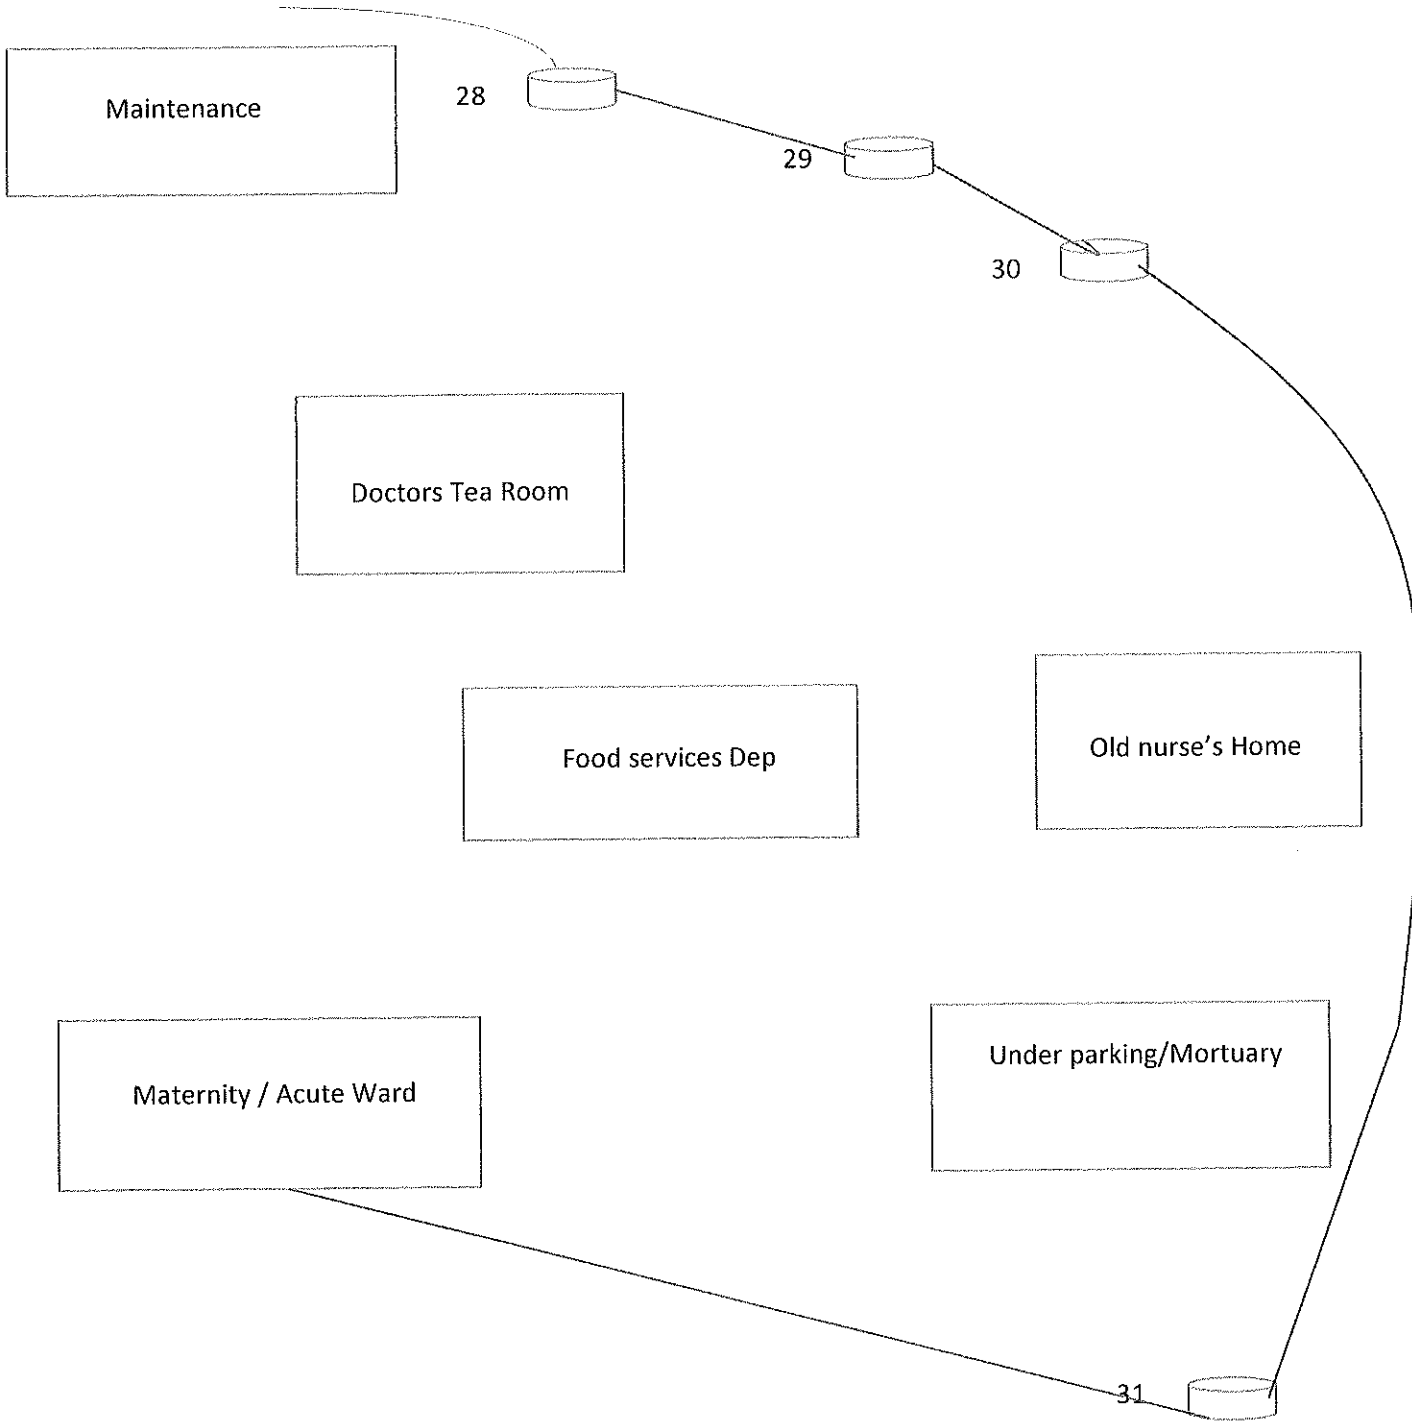 Maintenance
28
29
30
Doctors Tea Room
Food services Dep
Old nurse’s Home
Under parking/Mortuary
Maternity / Acute Ward
31